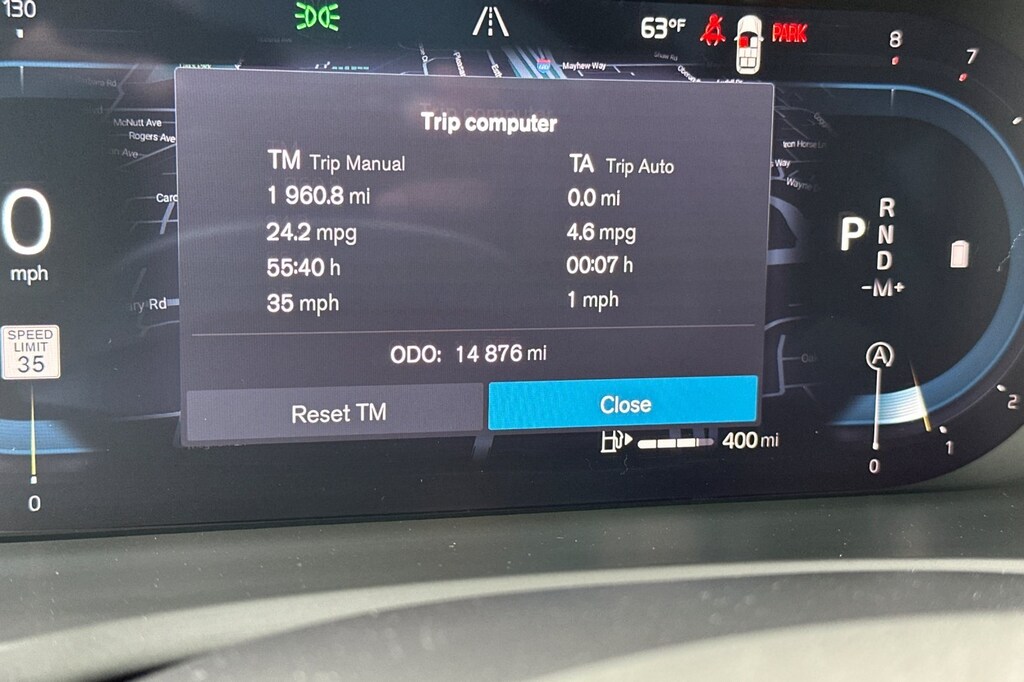 130
63°F
PARK
8
7
Mayhew Way
Trip computer
McNutt Ave
Rogers Ave
TM Trip Manual
TA Trip Auto
1 960.8 mi
0.0 mi
24.2 mpg
4.6 mpg
55:40 h
00:07 h
35 mph
1 mph
0
mph
P
R
N
D
-M+
SPEED
LIMIT
35
ODO: 14 876 mi
A
Reset TM
Close
400 mi
2
1
0
0